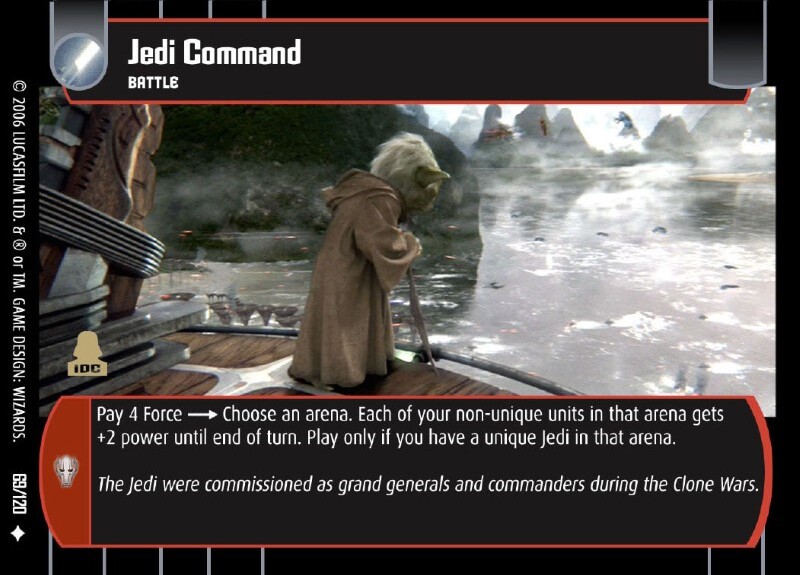 Jedi Command
BATTLE
© 2006 LUCASFILM LTD. & ® or TM. GAME DESIGN: WIZARDS. 69/120
IDC
Pay 4 Force → Choose an arena. Each of your non-unique units in that arena gets
+2 power until end of turn. Play only if you have a unique Jedi in that arena.
The Jedi were commissioned as grand generals and commanders during the Clone Wars.